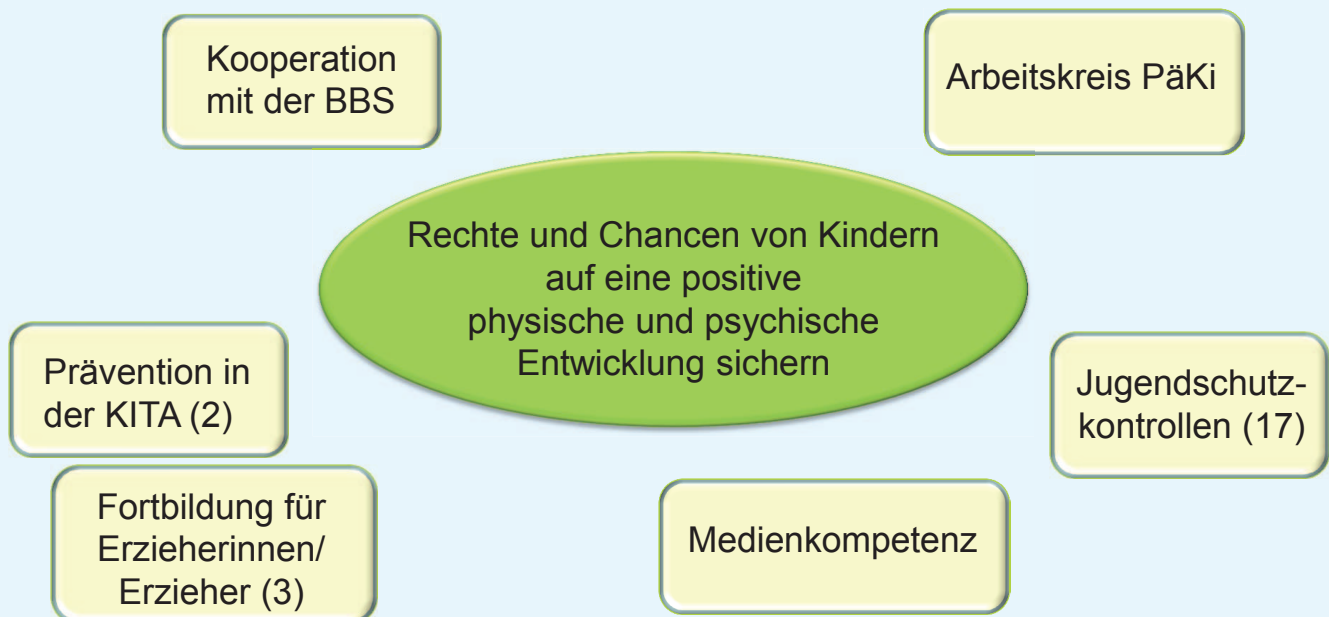 Kooperation
mit der BBS
Arbeitskreis PäKi
Rechte und Chancen von Kindern
auf eine positive
physische und psychische
Entwicklung sichern
Prävention in
der KITA (2)
Jugendschutz-
kontrollen (17)
Fortbildung für
Erzieherinnen/
Erzieher (3)
Medienkompetenz